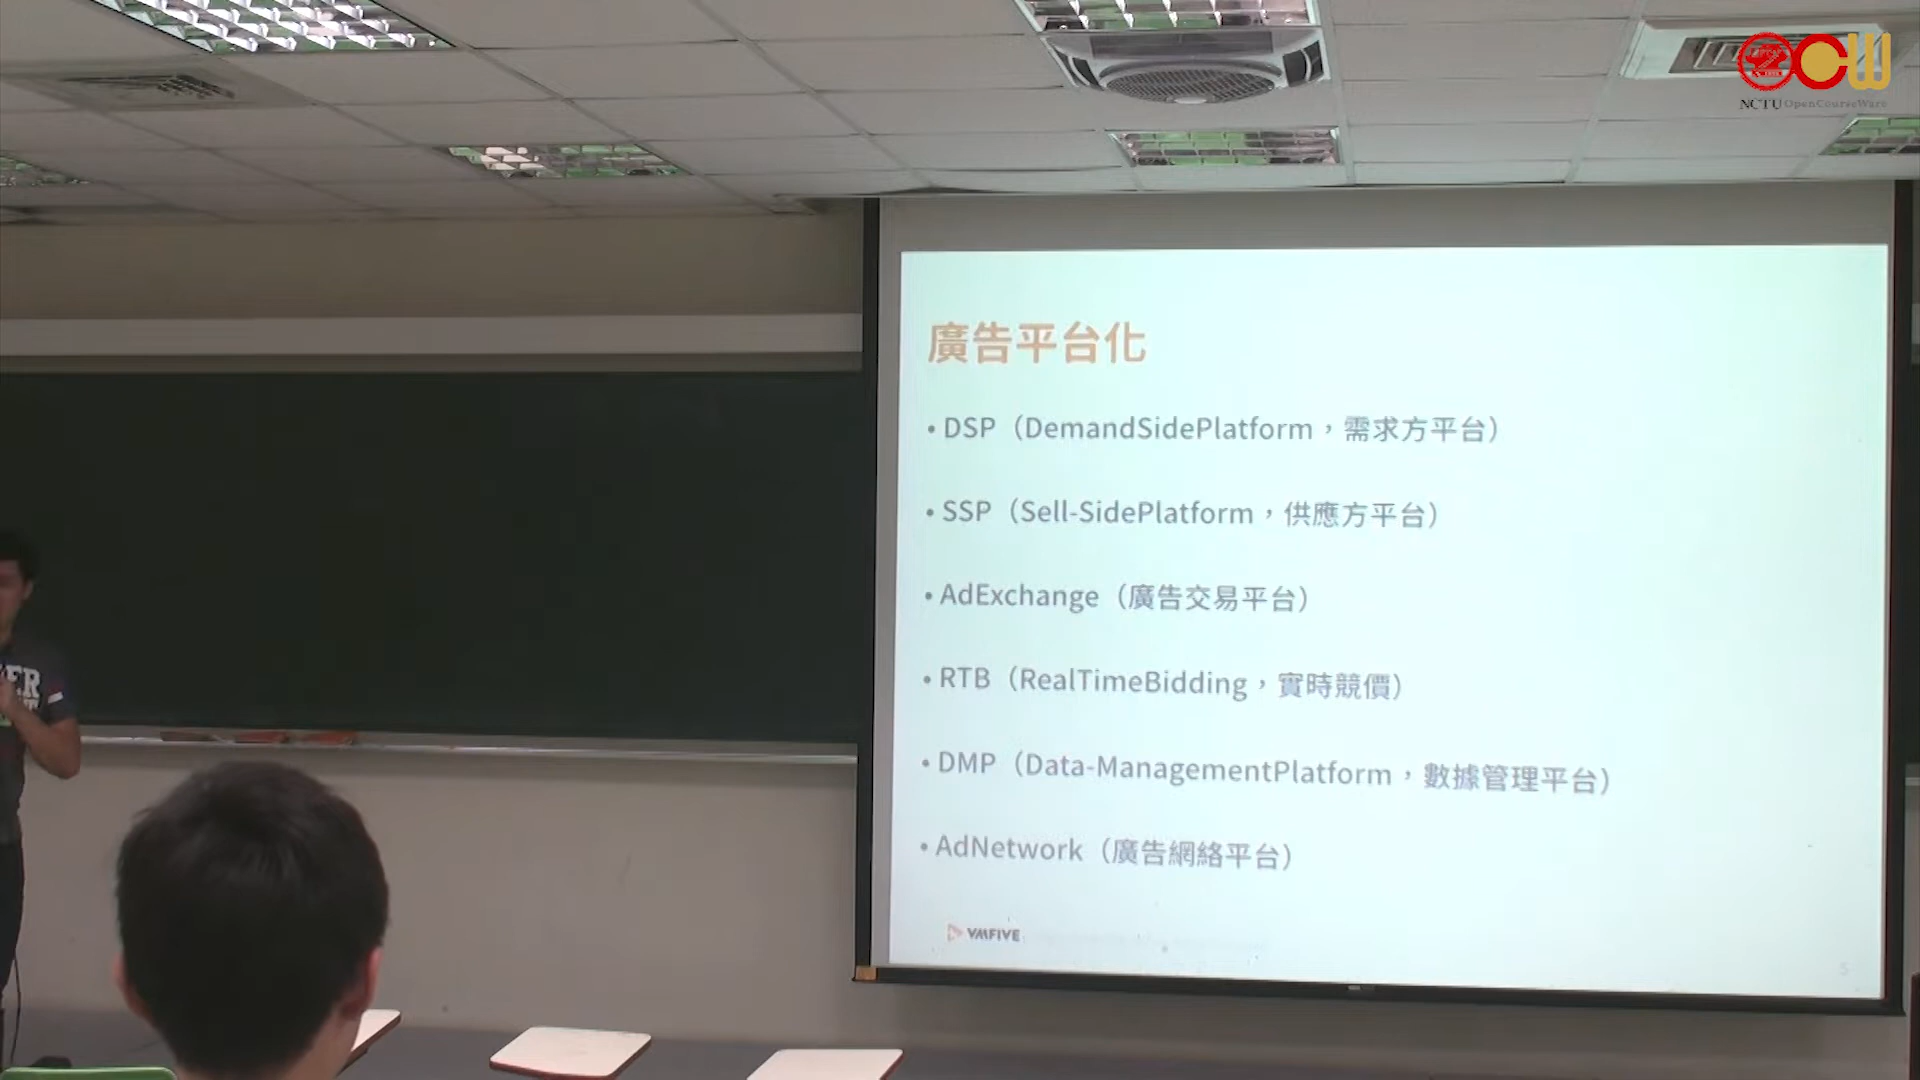 NCTU OpenCourseWare
廣告平台化
• DSP（DemandSidePlatform，需求方平台）
• SSP（Sell-SidePlatform，供應方平台）
• AdExchange（廣告交易平台）
• RTB（RealTimeBidding，實時競價）
• DMP（Data-ManagementPlatform，數據管理平台）
• AdNetwork（廣告網絡平台）
VMFIVE
5